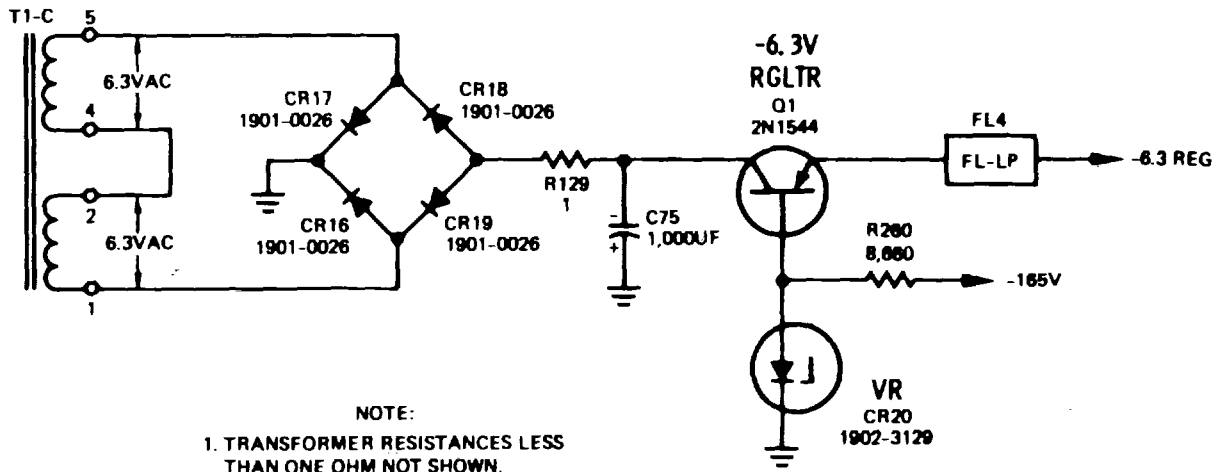 T1-C
5
6.3VAC
4
2
6.3VAC
1
CR17
1901-0026
CR18
1901-0026
CR16
1901-0026
CR19
1901-0026
R129
1
-
C75
1,000UF
+
-6.3V
RGLTR
Q1
2N1544
FL4
FL-LP
-6.3 REG
R260
8,660
-165V
VR
CR20
1902-3129
NOTE:
1. TRANSFORMER RESISTANCES LESS
THAN ONE OHM NOT SHOWN.